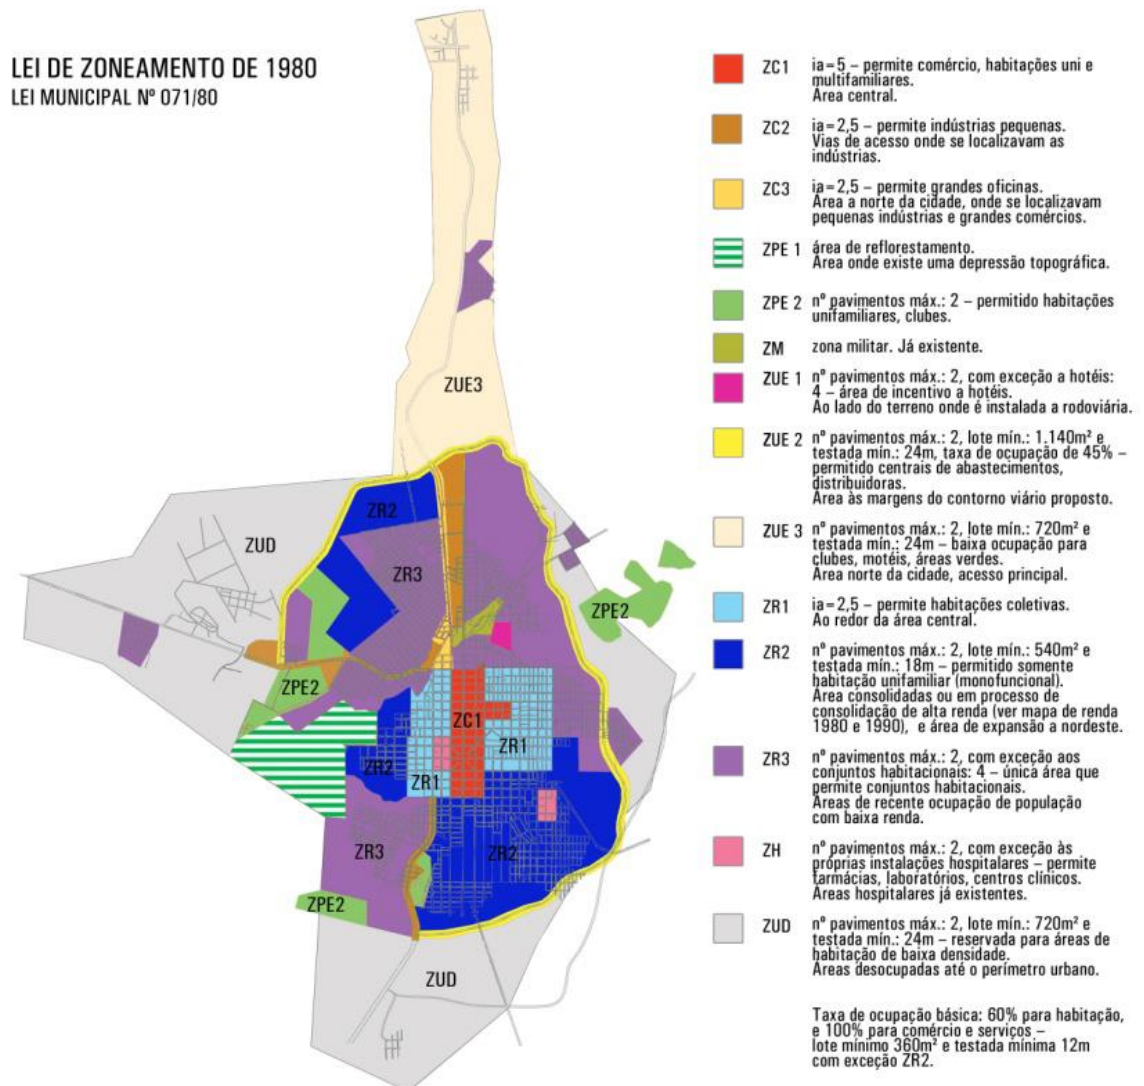 LEI DE ZONEAMENTO DE 1980
LEI MUNICIPAL Nº 071/80
ZUE3
ZR2
ZUD
ZR3
ZPE2
ZPE2
ZC1
ZR1
ZR2
ZR1
ZR3
ZR2
ZPE2
ZUD
ZC1 ia=5 – permite comércio, habitações uni e
multifamiliares.
Área central.
ZC2 ia=2,5 – permite indústrias pequenas.
Vias de acesso onde se localizavam as
indústrias.
ZC3 ia=2,5 – permite grandes oficinas.
Área a norte da cidade, onde se localizavam
pequenas indústrias e grandes comércios.
ZPE 1 área de reflorestamento.
Área onde existe uma depressão topográfica.
ZPE 2 nº pavimentos máx.: 2 – permitido habitações
unifamiliares, clubes.
ZM zona militar. Já existente.
ZUE 1 nº pavimentos máx.: 2, com exceção a hotéis:
4 – área de incentivo a hotéis.
Ao lado do terreno onde é instalada a rodoviária.
ZUE 2 nº pavimentos máx.: 2, lote mín.: 1.140m² e
testada mín.: 24m, taxa de ocupação de 45% –
permitido centrais de abastecimentos,
distribuidoras.
Área às margens do contorno viário proposto.
ZUE 3 nº pavimentos máx.: 2, lote mín.: 720m² e
testada mín.: 24m – baixa ocupação para
clubes, motéis, áreas verdes.
Área norte da cidade, acesso principal.
ZR1 ia=2,5 – permite habitações coletivas.
Ao redor da área central.
ZR2 nº pavimentos máx.: 2, lote mín.: 540m² e
testada mín.: 18m – permitido somente
habitação unifamiliar (monofuncional).
Área consolidadas ou em processo de
consolidação de alta renda (ver mapa de renda
1980 e 1990), e área de expansão a nordeste.
ZR3 nº pavimentos máx.: 2, com exceção aos
conjuntos habitacionais: 4 – única área que
permite conjuntos habitacionais.
Áreas de recente ocupação de população
com baixa renda.
ZH nº pavimentos máx.: 2, com exceção às
próprias instalações hospitalares – permite
farmácias, laboratórios, centros clínicos.
Áreas hospitalares já existentes.
ZUD nº pavimentos máx.: 2, lote mín.: 720m² e
testada mín.: 24m – reservada para áreas de
habitação de baixa densidade.
Áreas desocupadas até o perímetro urbano.
Taxa de ocupação básica: 60% para habitação,
e 100% para comércio e serviços –
lote mínimo 360m² e testada mínima 12m
com exceção ZR2.